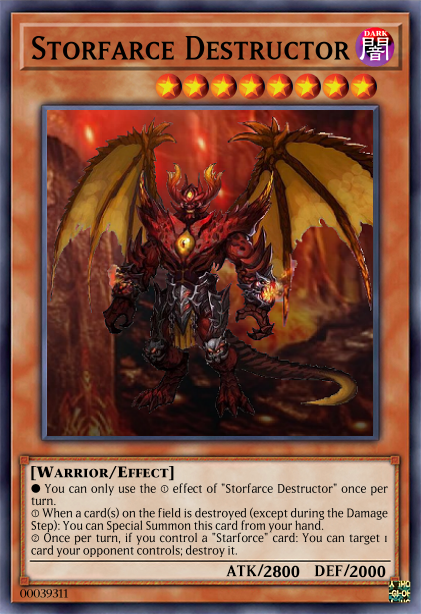 Storfarce Destructor
DARK
闇
[Warrior/Effect]
● You can only use the ① effect of "Storfarce Destructor" once per
turn.
① When a card(s) on the field is destroyed (except during the Damage
Step): You can Special Summon this card from your hand.
② Once per turn, if you control a "Starforce" card: You can target 1
card your opponent controls; destroy it.
ATK/2800 DEF/2000
00039311